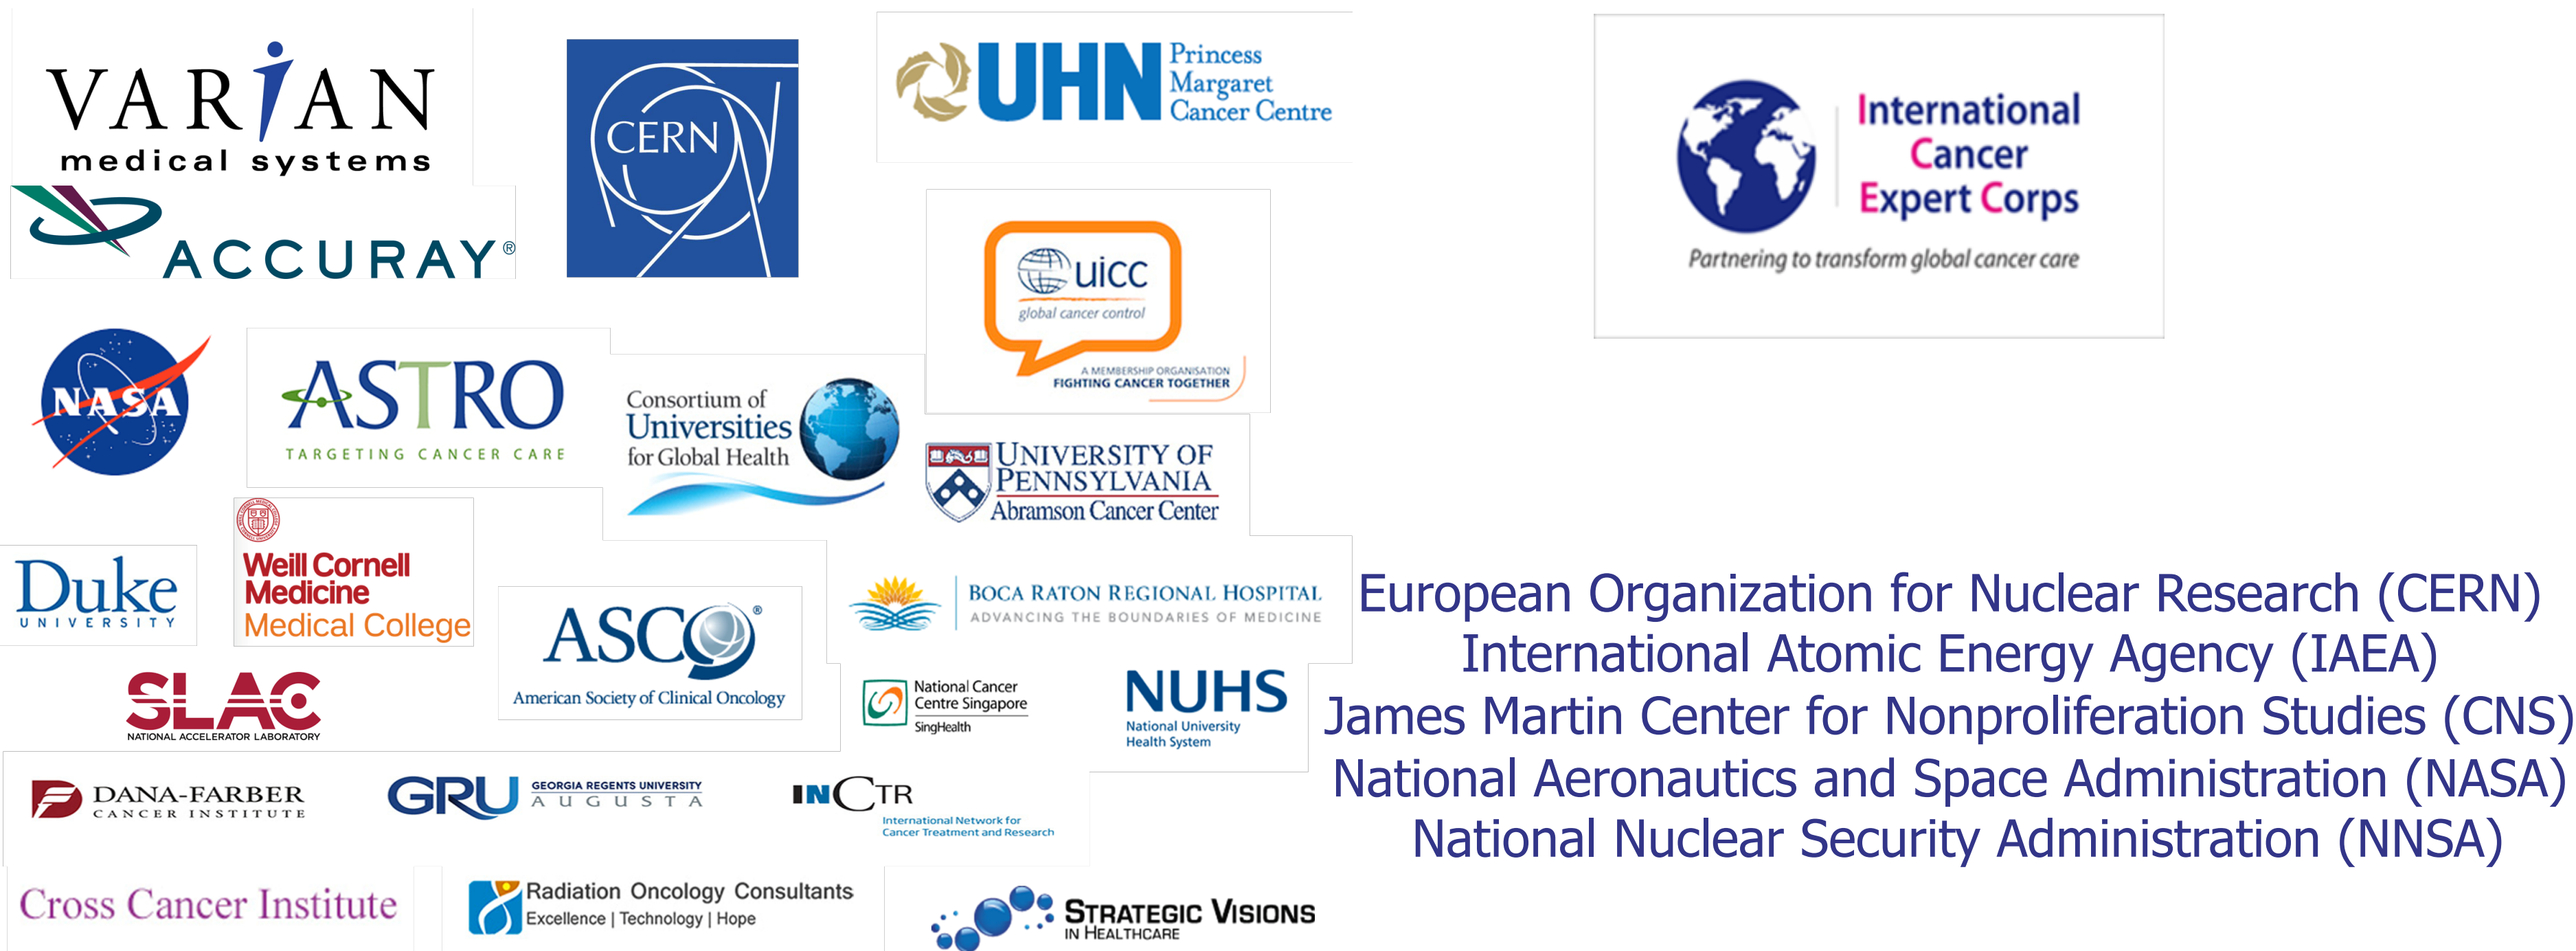 VARIAN
medical systems
ACCURAY®
CERN
UHN
Princess
Margaret
Cancer Centre
International
Cancer
Expert Corps
Partnering to transform global cancer care
uicc
global cancer control
A MEMBERSHIP ORGANISATION
FIGHTING CANCER TOGETHER
NASA
ASTRO
TARGETING CANCER CARE
Consortium of
Universities
for Global Health
UNIVERSITY OF
PENNSYLVANIA
Abramson Cancer Center
Duke
UNIVERSITY
Weill Cornell
Medicine
Medical College
ASCO®
American Society of Clinical Oncology
BOCA RATON REGIONAL HOSPITAL
ADVANCING THE BOUNDARIES OF MEDICINE
SLAC
NATIONAL ACCELERATOR LABORATORY
National Cancer
Centre Singapore
SingHealth
NUHS
National University
Health System
DANA-FARBER
CANCER INSTITUTE
GRU
GEORGIA REGENTS UNIVERSITY
AUGUSTA
INCTR
International Network for
Cancer Treatment and Research
Cross Cancer Institute
Radiation Oncology Consultants
Excellence | Technology | Hope
STRATEGIC VISIONS
IN HEALTHCARE
European Organization for Nuclear Research (CERN)
International Atomic Energy Agency (IAEA)
James Martin Center for Nonproliferation Studies (CNS)
National Aeronautics and Space Administration (NASA)
National Nuclear Security Administration (NNSA)